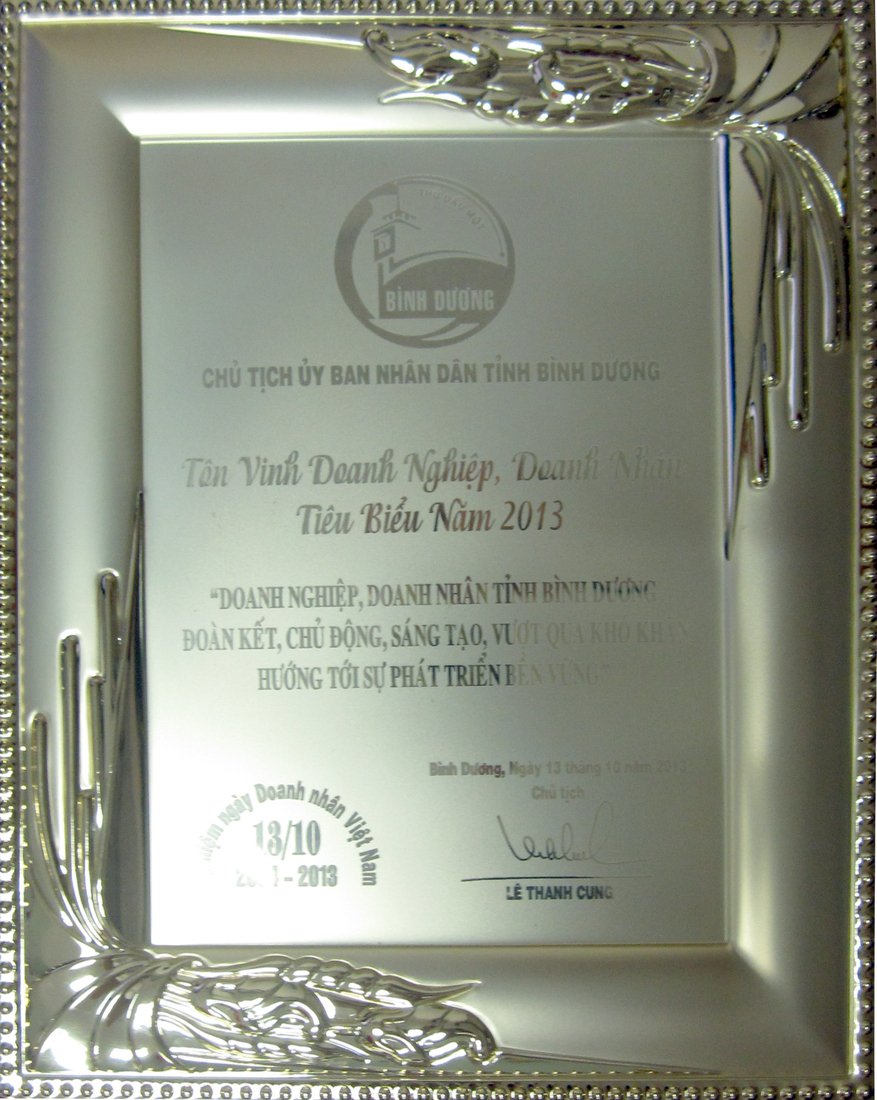 THỦ DẦU MỘT
BÌNH DƯƠNG
CHỦ TỊCH ỦY BAN NHÂN DÂN TỈNH BÌNH DƯƠNG
Tôn Vinh Doanh Nghiệp, Doanh Nhân
Tiêu Biểu Năm 2013
“DOANH NGHIỆP, DOANH NHÂN TỈNH BÌNH DƯƠNG
ĐOÀN KẾT, CHỦ ĐỘNG, SÁNG TẠO, VƯỢT QUA KHÓ KHĂN
HƯỚNG TỚI SỰ PHÁT TRIỂN BỀN VỮNG”
Bình Dương, Ngày 13 tháng 10 năm 2013
Chủ tịch
LÊ THANH CUNG
ngày Doanh nhân Việt Nam
13/10
- 2013